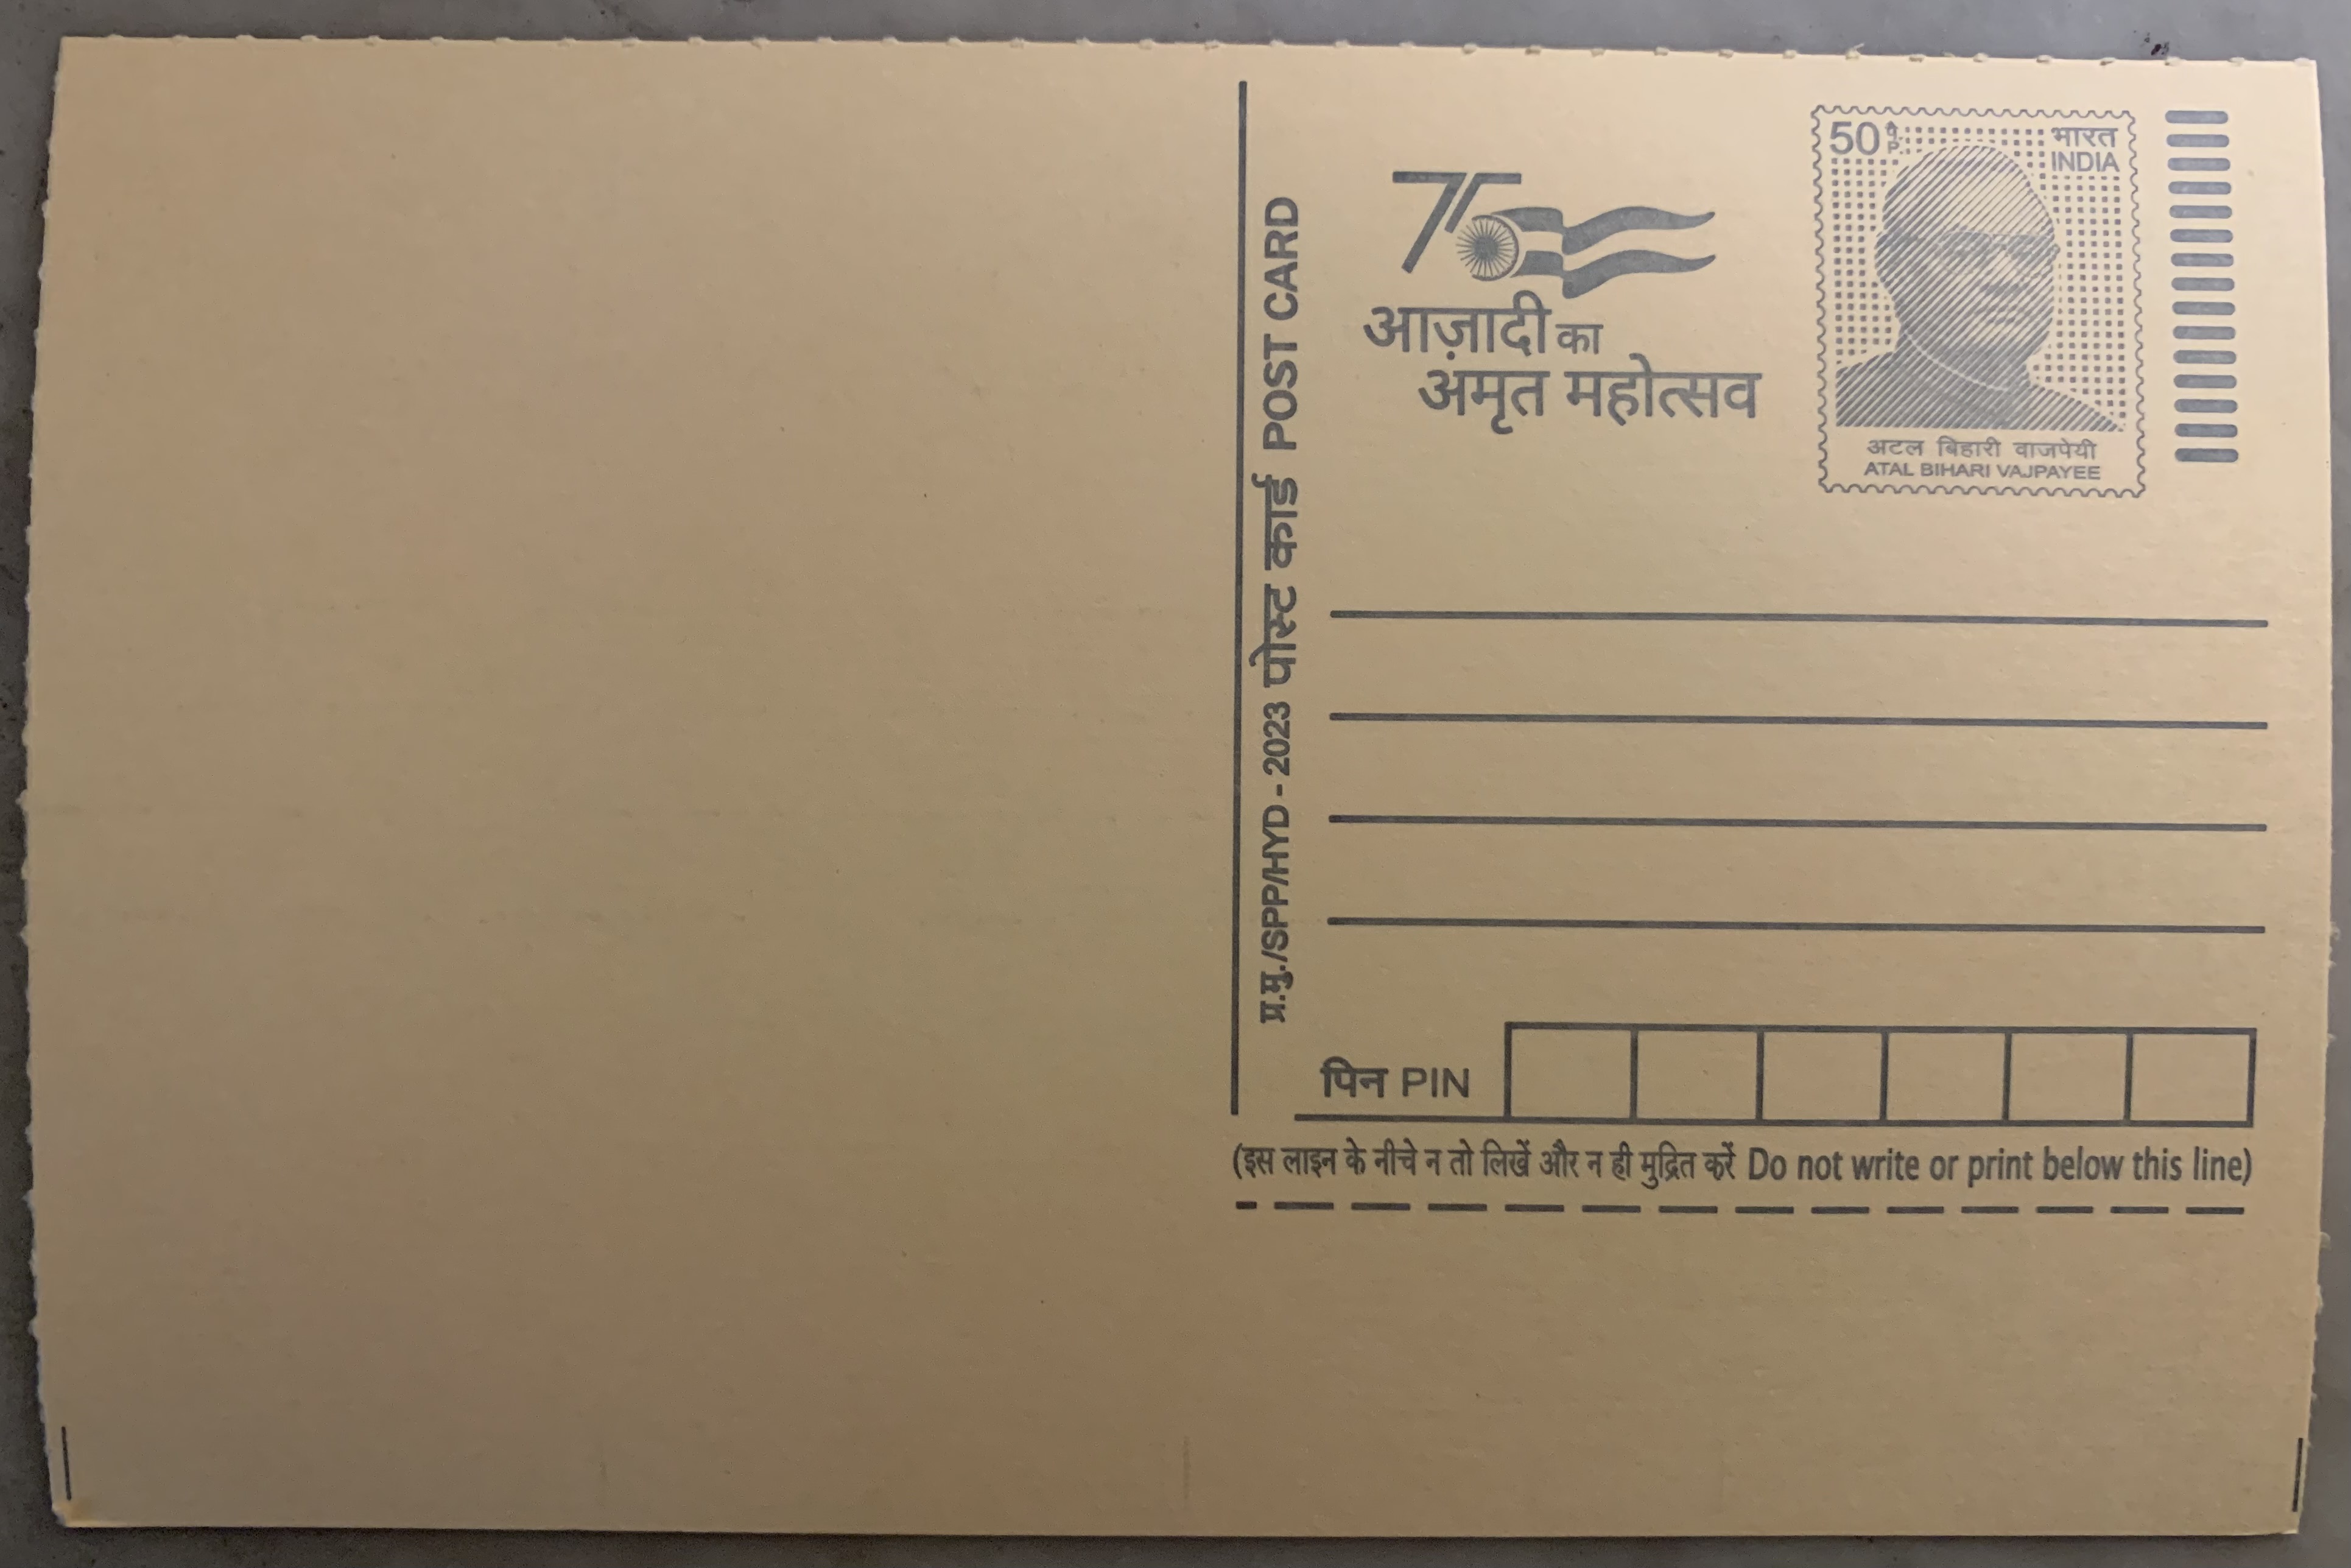 प्र.मु./SPP/HYD - 2023 पोस्ट कार्ड POST CARD
75
आज़ादी का
अमृत महोत्सव
50 पै. P.
भारत
INDIA
अटल बिहारी वाजपेयी
ATAL BIHARI VAJPAYEE
पिन PIN
(इस लाइन के नीचे न तो लिखें और न ही मुद्रित करें Do not write or print below this line)